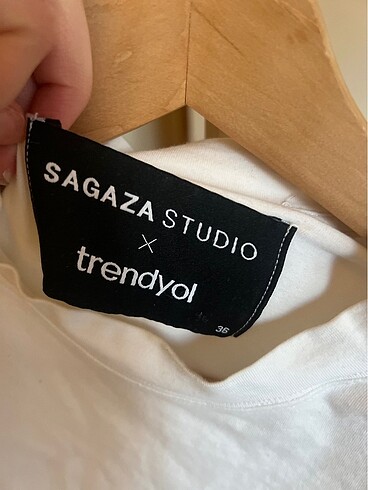 SAGAZA STUDIO
×
trendyol
36